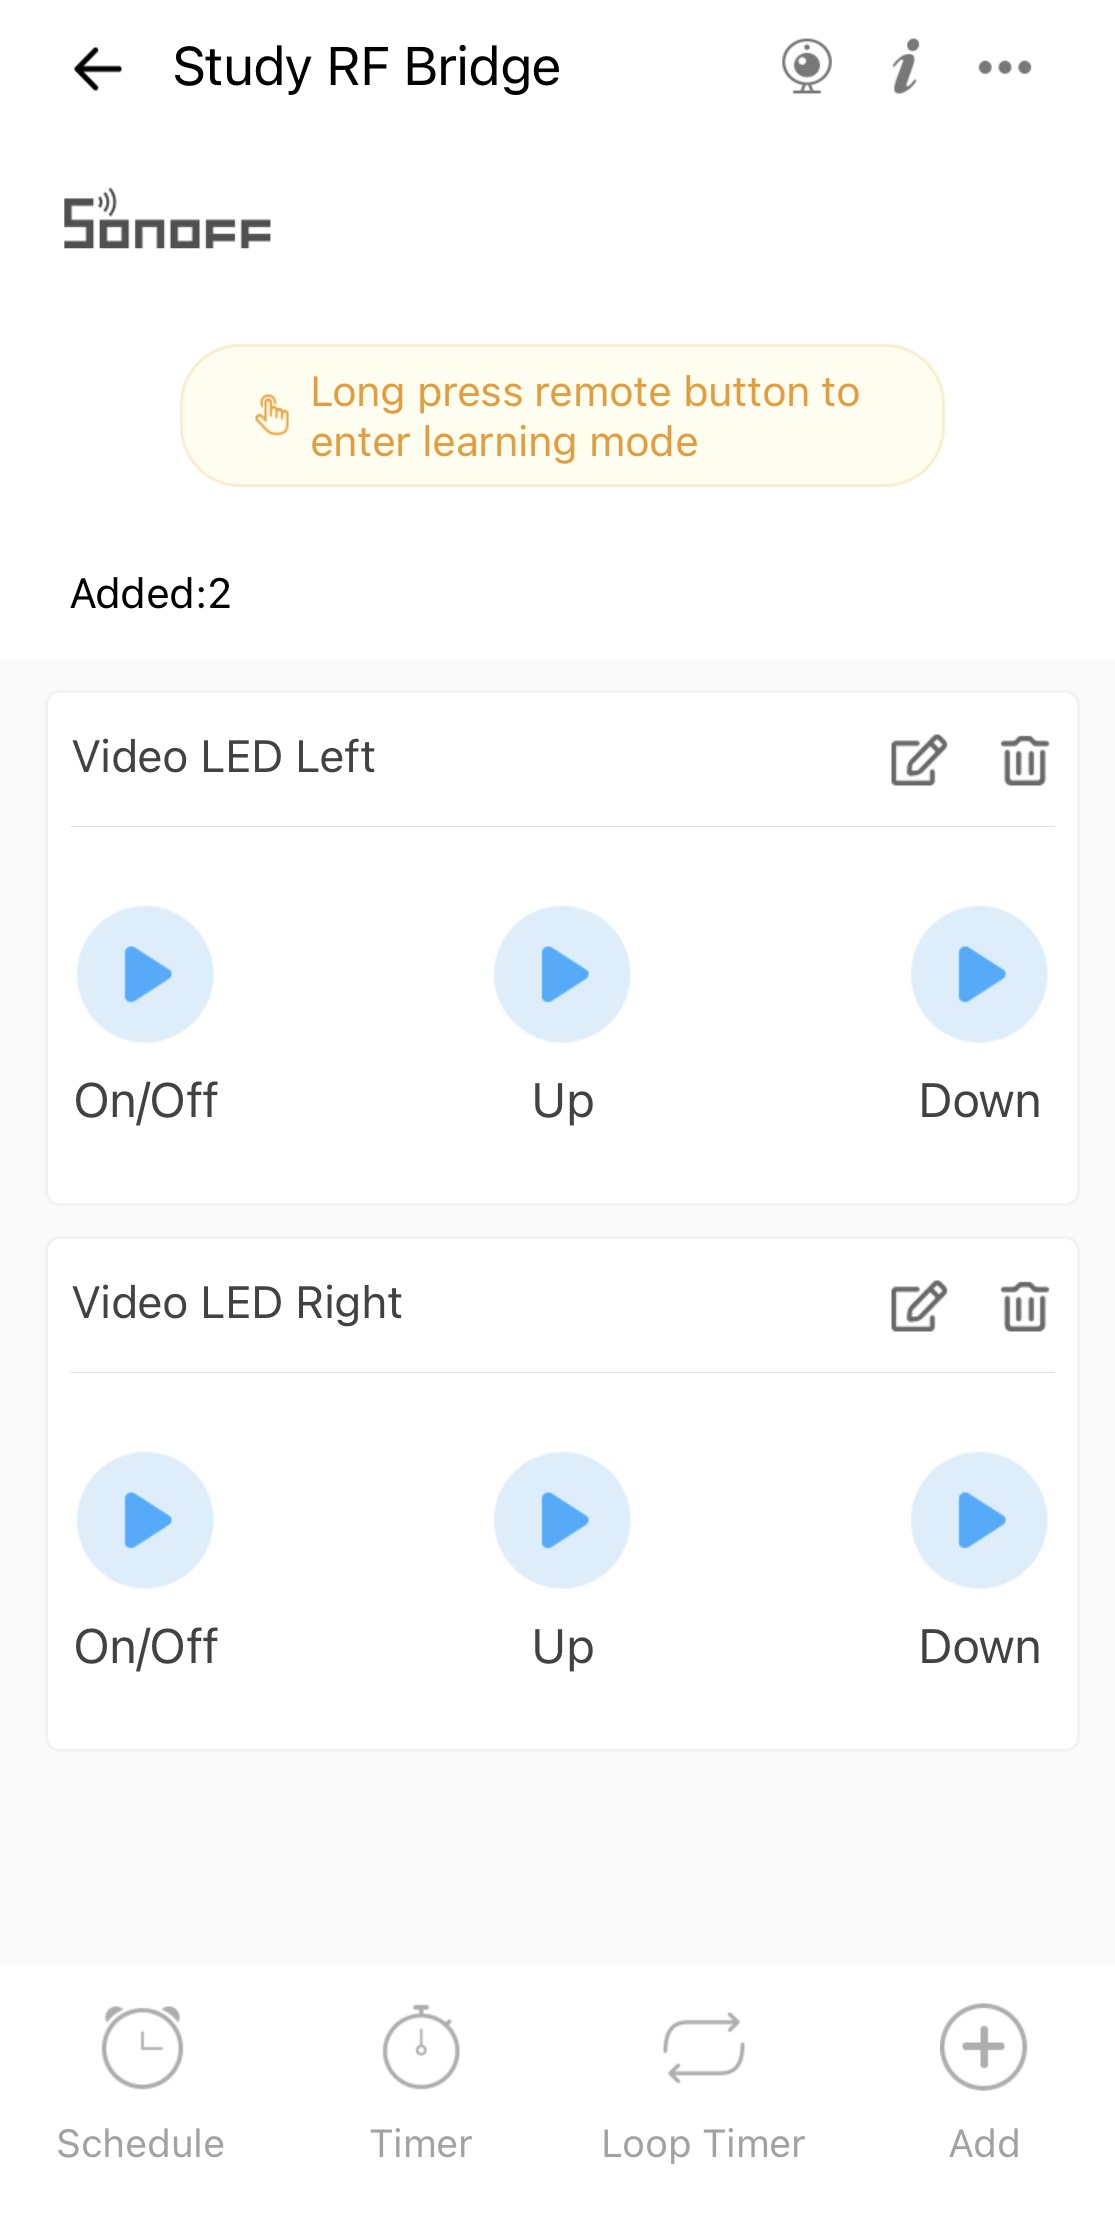 Study RF Bridge
SONOFF
Long press remote button to
enter learning mode
Added:2
Video LED Left
On/Off Up Down
Video LED Right
On/Off Up Down
Schedule Timer Loop Timer Add